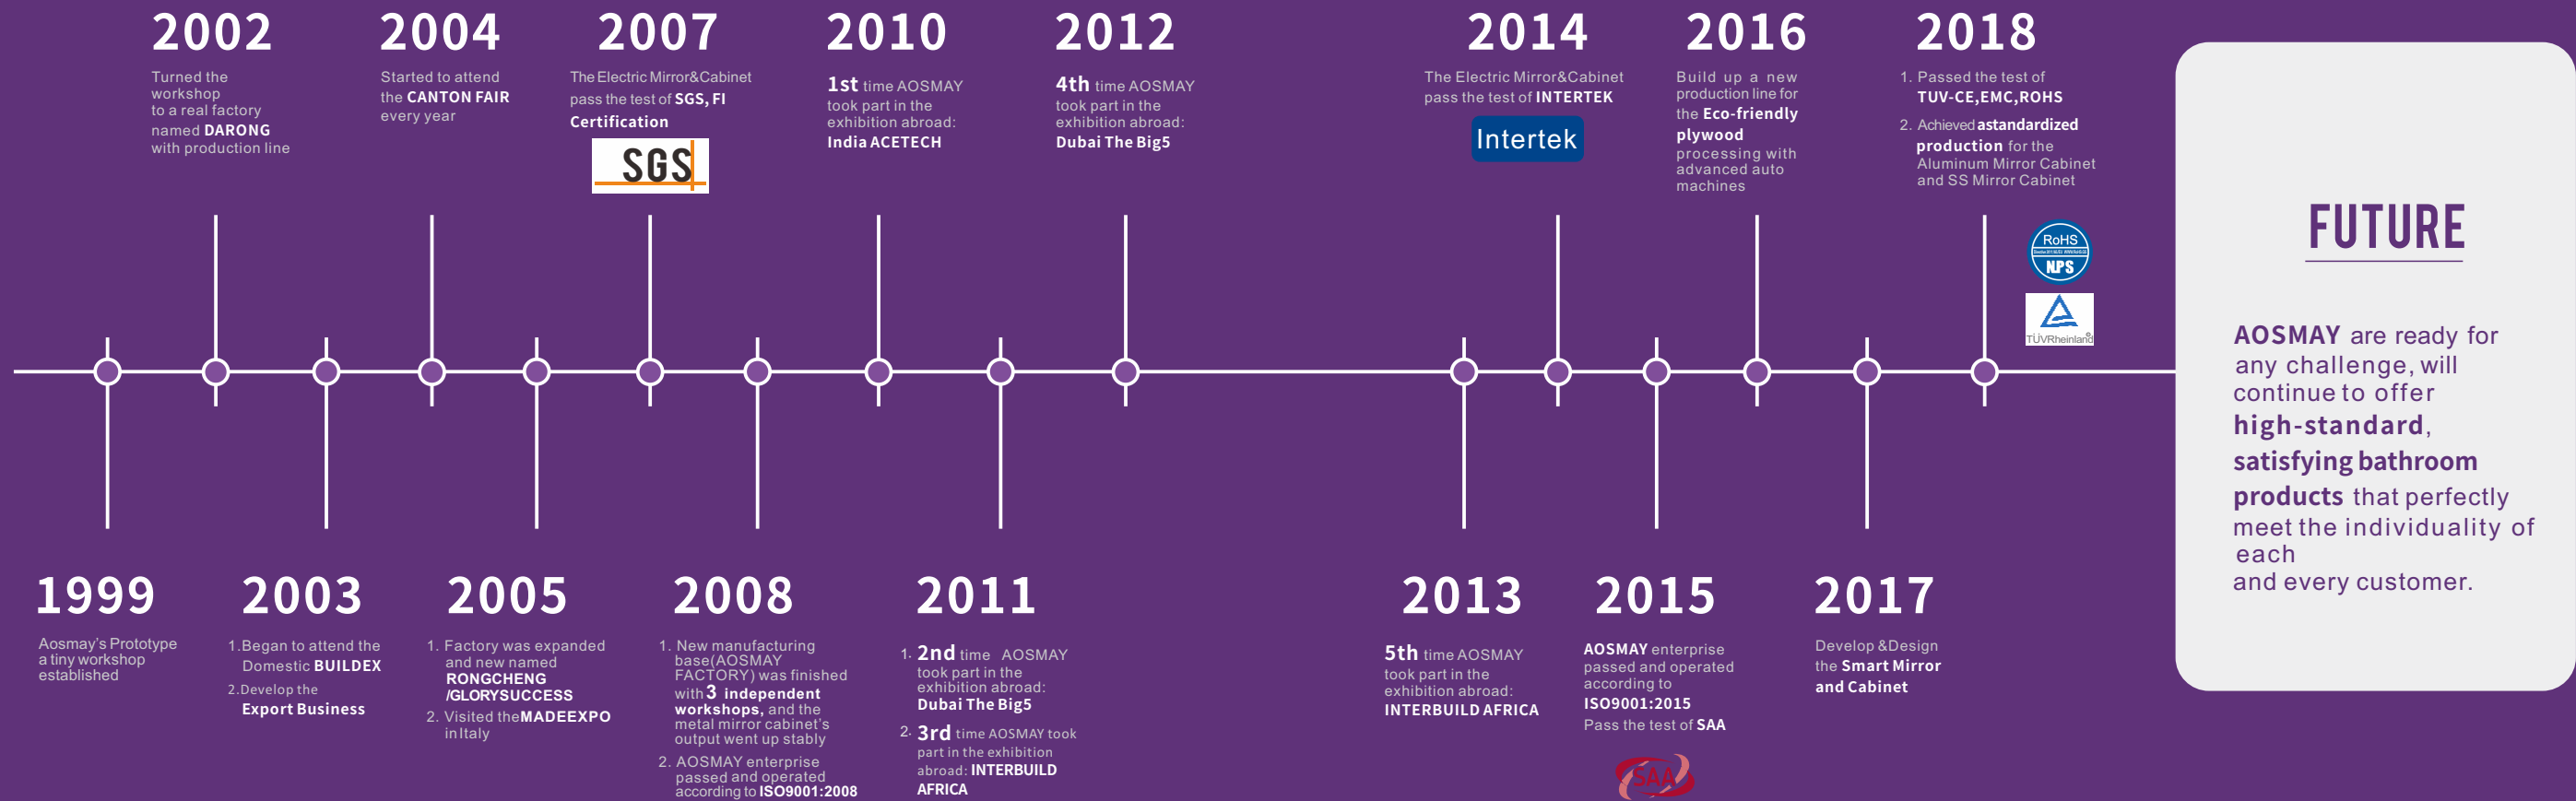 2002
Turned the
workshop
to a real factory
named DARONG
with production line
2004
Started to attend
the CANTON FAIR
every year
2007
The Electric Mirror&Cabinet
pass the test of SGS, FI
Certification
SGS
2010
1st time AOSMAY
took part in the
exhibition abroad:
India ACETECH
2012
4th time AOSMAY
took part in the
exhibition abroad:
Dubai The Big5
2014
The Electric Mirror&Cabinet
pass the test of INTERTEK
Intertek
2016
Build up a new
production line for
the Eco-friendly
plywood
processing with
advanced auto
machines
2018
1. Passed the test of
TUV-CE,EMC,ROHS
2. Achieved astandardized
production for the
Aluminum Mirror Cabinet
and SS Mirror Cabinet
RoHS
NPS
TÜVRheinland
1999
Aosmay's Prototype
a tiny workshop
established
2003
1.Began to attend the
Domestic BUILDEX
2.Develop the
Export Business
2005
1. Factory was expanded
and new named
RONGCHENG
/GLORYSUCCESS
2. Visited theMADEEXPO
in Italy
2008
1. New manufacturing
base(AOSMAY
FACTORY) was finished
with 3 independent
workshops, and the
metal mirror cabinet's
output went up stably
2. AOSMAY enterprise
passed and operated
according to ISO9001:2008
2011
1. 2nd time AOSMAY
took part in the
exhibition abroad:
Dubai The Big5
2. 3rd time AOSMAY took
part in the exhibition
abroad: INTERBUILD
AFRICA
2013
5th time AOSMAY
took part in the
exhibition abroad:
INTERBUILD AFRICA
2015
AOSMAY enterprise
passed and operated
according to
ISO9001:2015
Pass the test of SAA
SAA
2017
Develop &Design
the Smart Mirror
and Cabinet
FUTURE
AOSMAY are ready for
any challenge, will
continue to offer
high-standard,
satisfying bathroom
products that perfectly
meet the individuality of
each
and every customer.